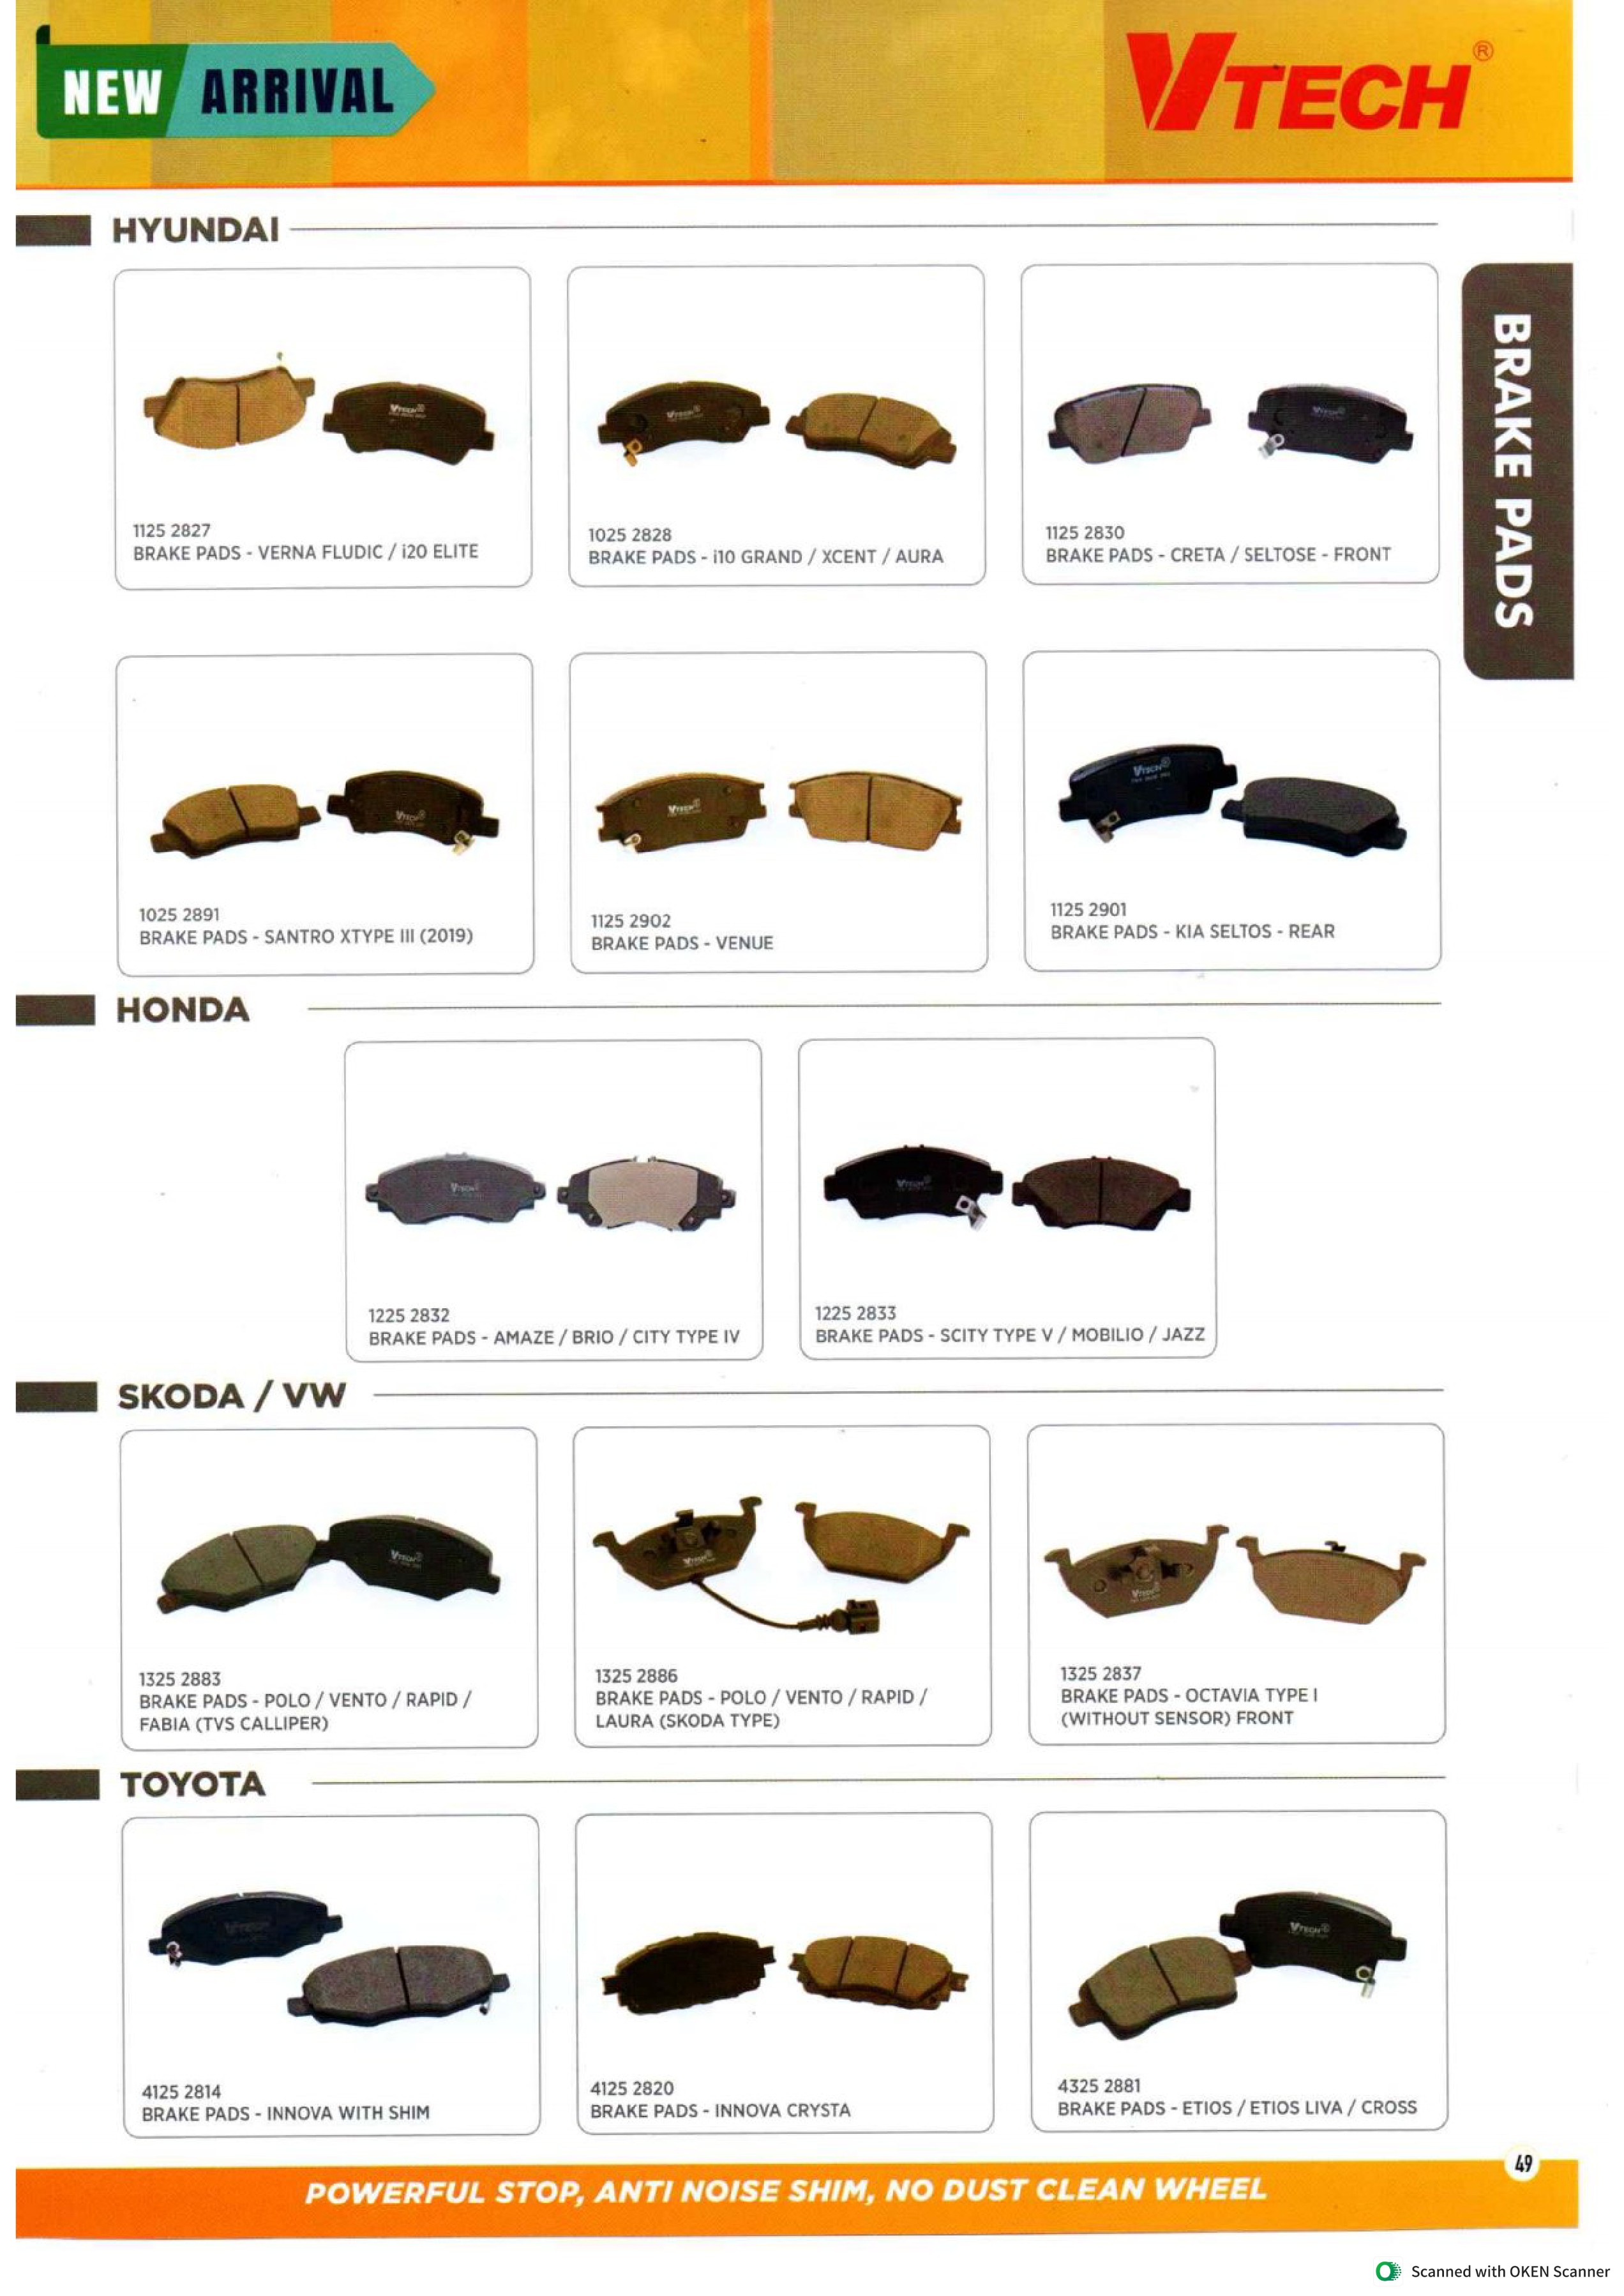 NEW ARRIVAL
VTECH®
HYUNDAI
BRAKE PADS
1125 2827
BRAKE PADS - VERNA FLUDIC / i20 ELITE
1025 2828
BRAKE PADS - i10 GRAND / XCENT / AURA
1125 2830
BRAKE PADS - CRETA / SELTOSE - FRONT
1025 2891
BRAKE PADS - SANTRO XTYPE III (2019)
1125 2902
BRAKE PADS - VENUE
1125 2901
BRAKE PADS - KIA SELTOS - REAR
HONDA
1225 2832
BRAKE PADS - AMAZE / BRIO / CITY TYPE IV
1225 2833
BRAKE PADS - SCITY TYPE V / MOBILIO / JAZZ
SKODA / VW
1325 2883
BRAKE PADS - POLO / VENTO / RAPID /
FABIA (TVS CALLIPER)
1325 2886
BRAKE PADS - POLO / VENTO / RAPID /
LAURA (SKODA TYPE)
1325 2837
BRAKE PADS - OCTAVIA TYPE I
(WITHOUT SENSOR) FRONT
TOYOTA
4125 2814
BRAKE PADS - INNOVA WITH SHIM
4125 2820
BRAKE PADS - INNOVA CRYSTA
4325 2881
BRAKE PADS - ETIOS / ETIOS LIVA / CROSS
49
POWERFUL STOP, ANTI NOISE SHIM, NO DUST CLEAN WHEEL
Scanned with OKEN Scanner